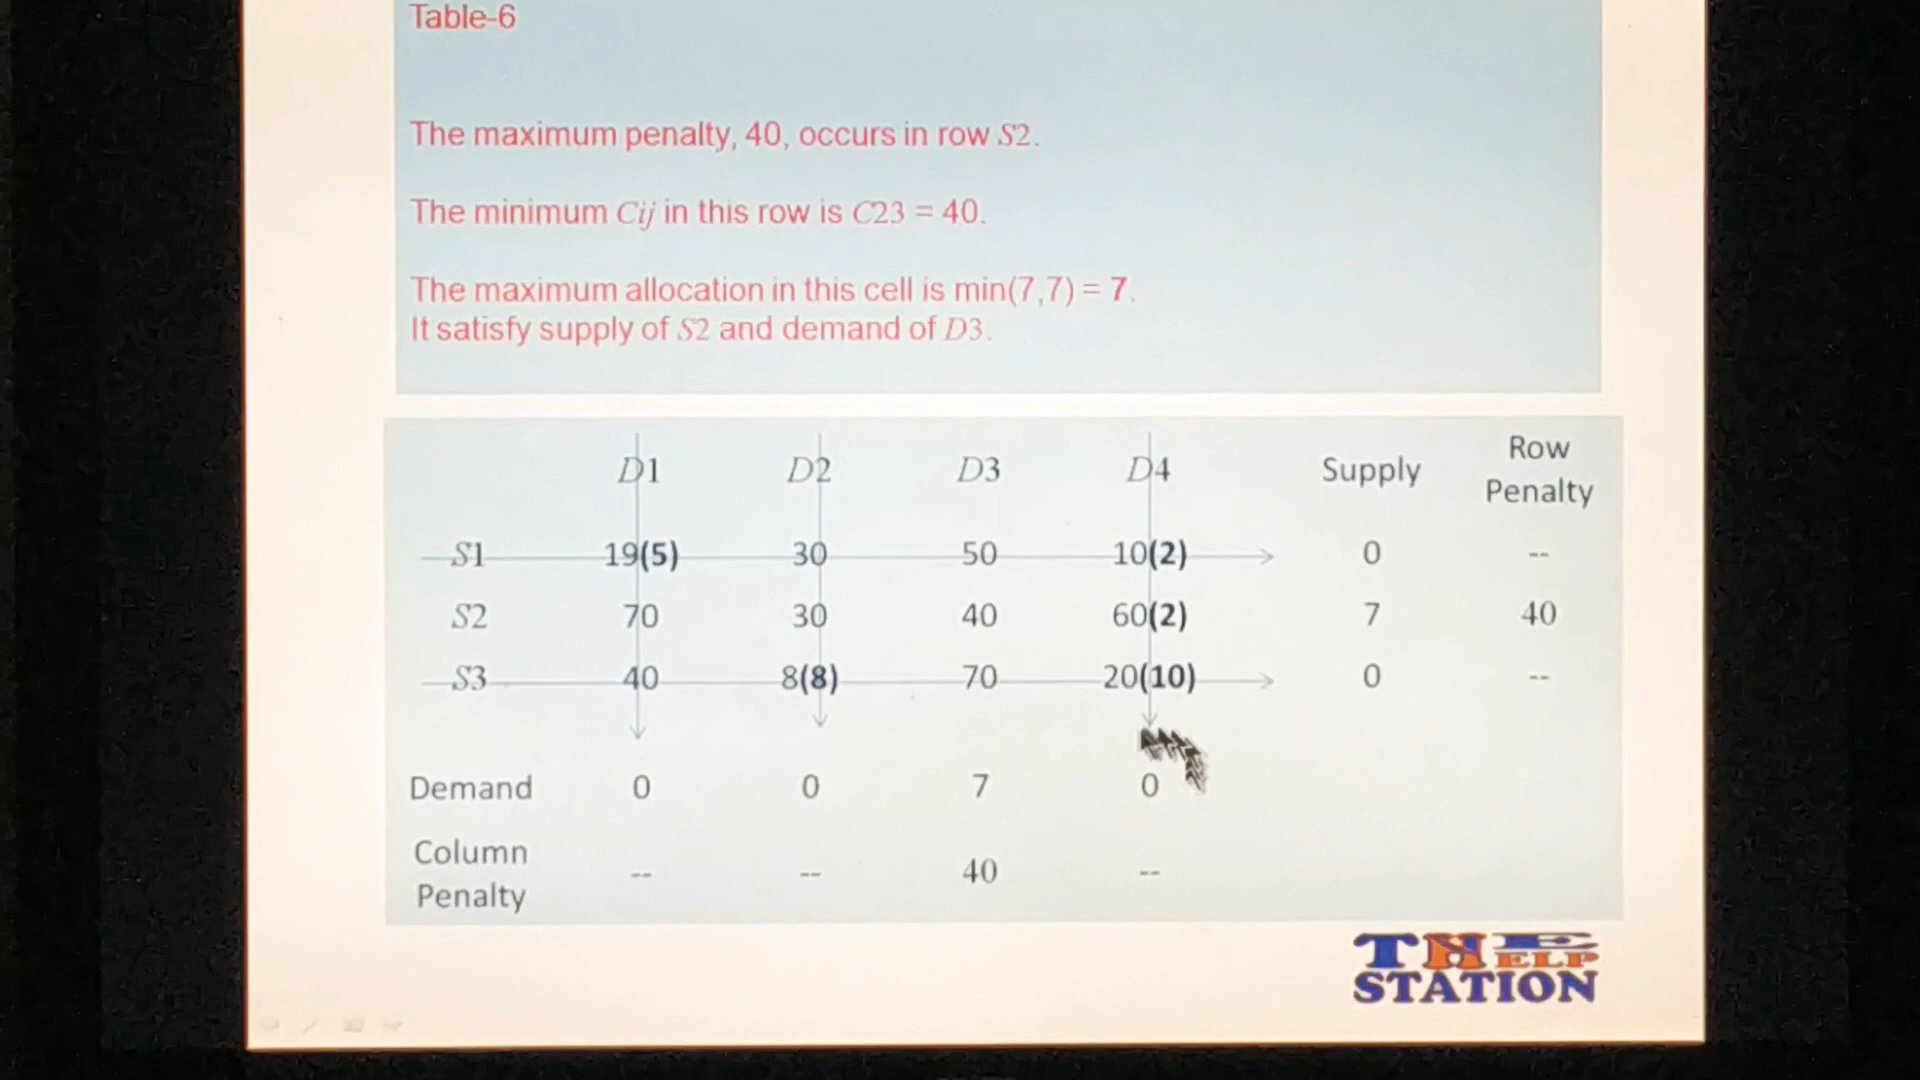 Table-6
The maximum penalty, 40, occurs in row S2.
The minimum Cij in this row is C23 = 40.
The maximum allocation in this cell is min(7,7) = 7.
It satisfy supply of S2 and demand of D3.
D1 D2 D3 D4 Supply Row Penalty
S1 19(5) 30 50 10(2) 0 --
S2 70 30 40 60(2) 7 40
S3 40 8(8) 70 20(10) 0 --
Demand 0 0 7 0
Column Penalty -- -- 40 --
THE HELP
STATION